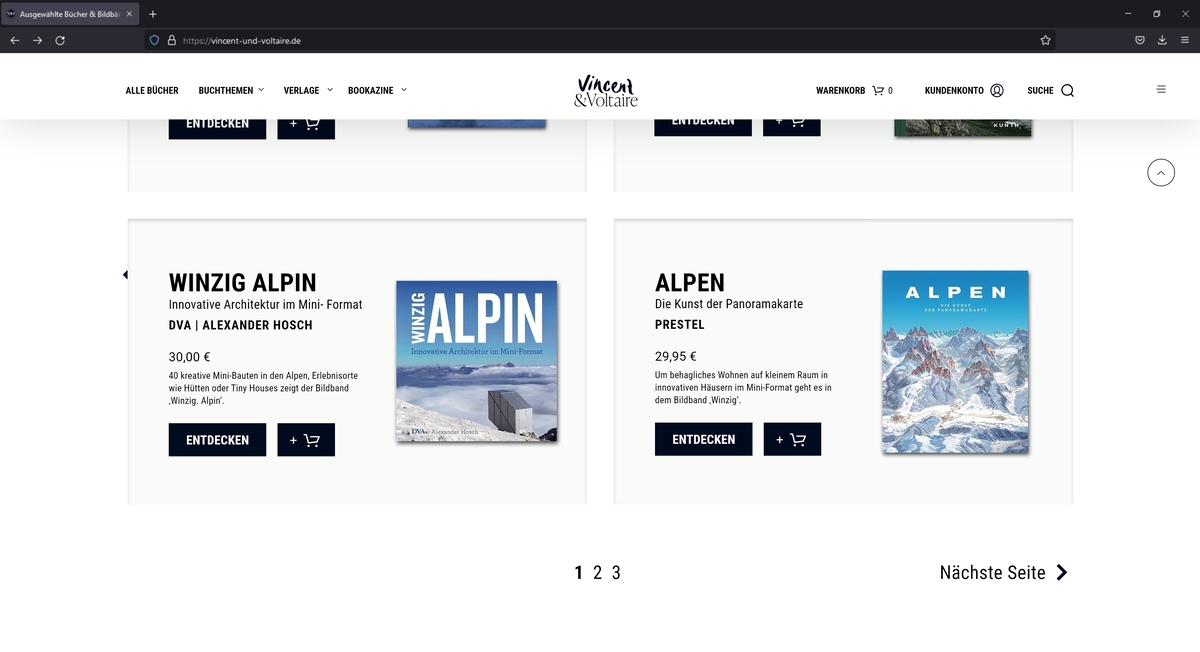 Ausgewählte Bücher & Bildbä
https://vincent-und-voltaire.de
ALLE BÜCHER
BUCHTHEMEN
VERLAGE
BOOKAZINE
Vincent
&Voltaire
WARENKORB 0
KUNDENKONTO
SUCHE
ENTDECKEN
+
ENTDECKEN
+
KUNTH
WINZIG ALPIN
Innovative Architektur im Mini- Format
DVA | ALEXANDER HOSCH
30,00 €
40 kreative Mini-Bauten in den Alpen, Erlebnisorte
wie Hütten oder Tiny Houses zeigt der Bildband
‚Winzig. Alpin‘.
ENTDECKEN
+
WINZIG
ALPIN
Innovative Architektur im Mini-Format
DVA Alexander Hosch
ALPEN
Die Kunst der Panoramakarte
PRESTEL
29,95 €
Um behagliches Wohnen auf kleinem Raum in
innovativen Häusern im Mini-Format geht es in
dem Bildband ‚Winzig‘.
ENTDECKEN
+
ALPEN
DIE KUNST
DER PANORAMAKARTE
1 2 3
Nächste Seite